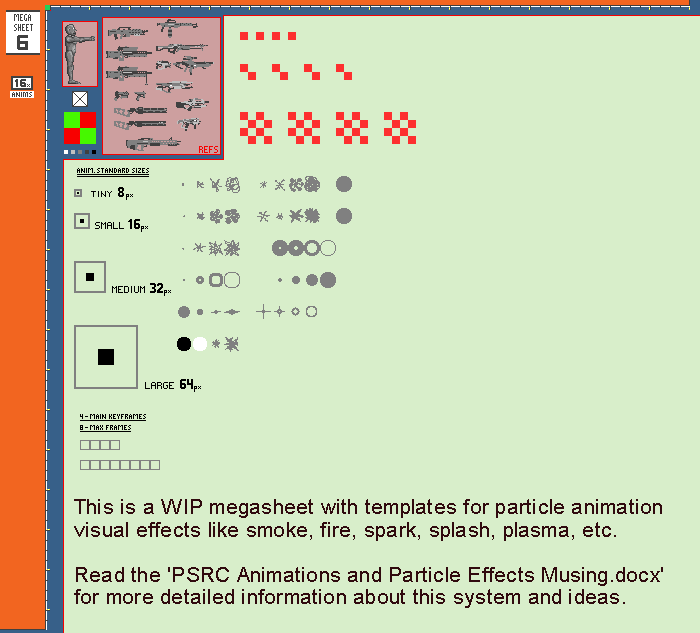 MEGA
SHEET
6
16x
ANIMS
REFS
ANIM. STANDARD SIZES
TINY 8px
SMALL 16px
MEDIUM 32px
LARGE 64px
4 - MAIN KEYFRAMES
8 - MAX FRAMES
This is a WIP megasheet with templates for particle animation
visual effects like smoke, fire, spark, splash, plasma, etc.
Read the 'PSRC Animations and Particle Effects Musing.docx'
for more detailed information about this system and ideas.